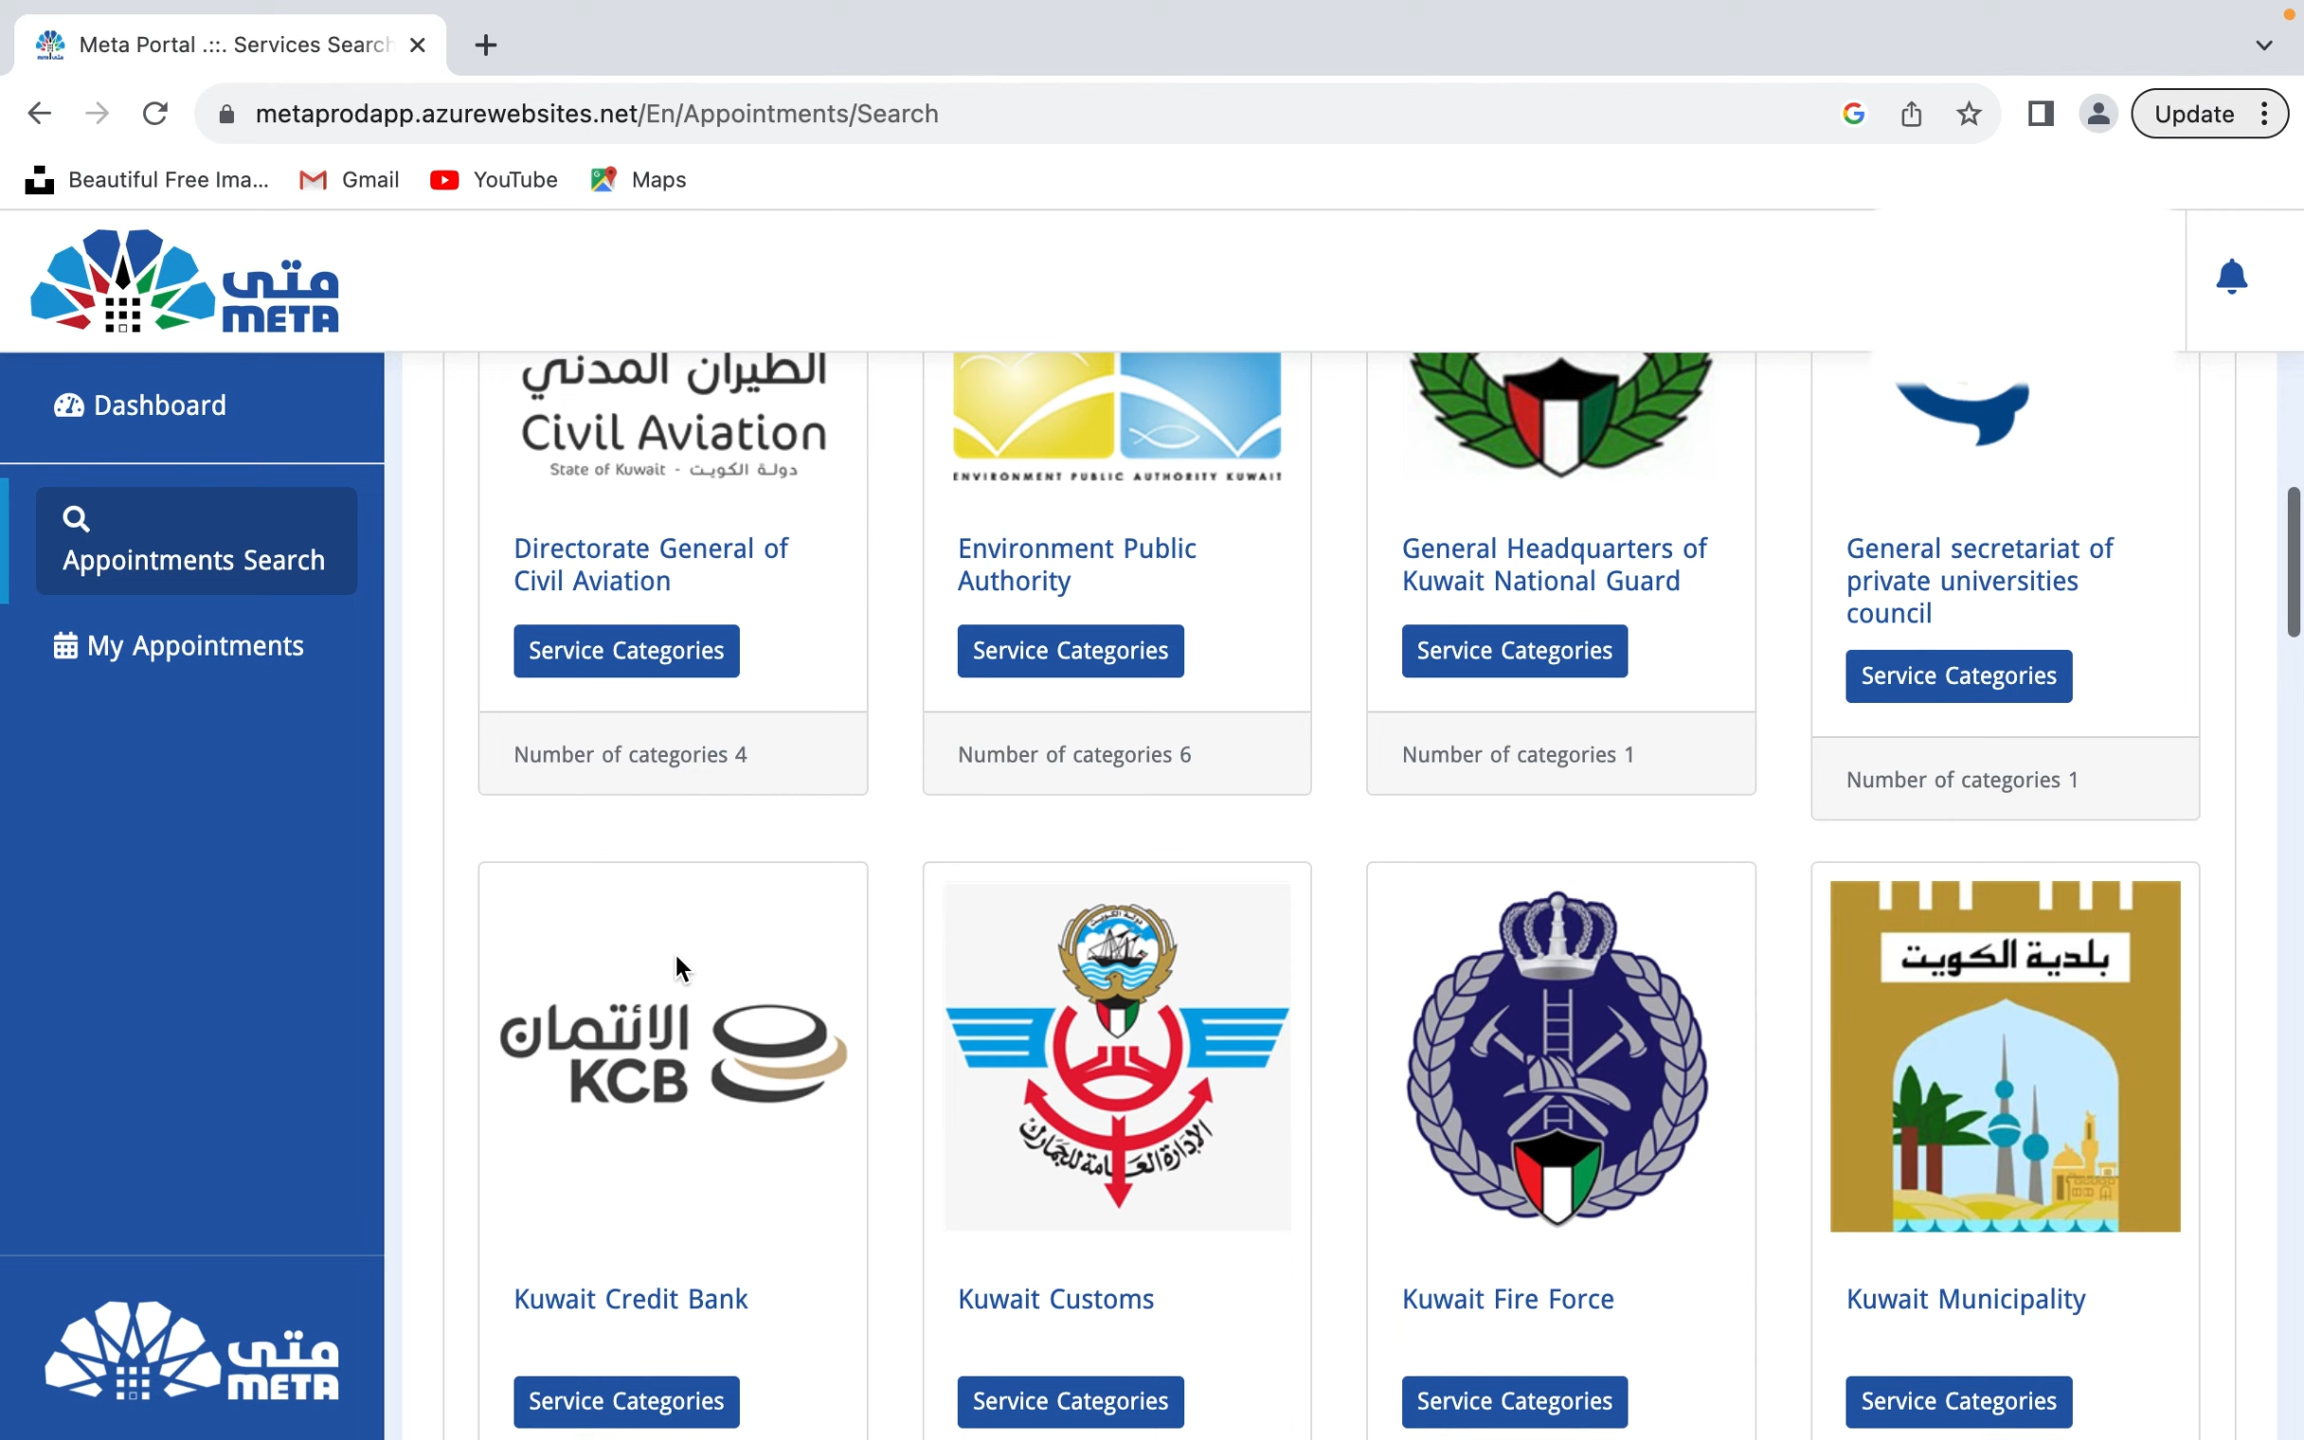 Meta Portal .:::. Services Search
metaprodapp.azurewebsites.net/En/Appointments/Search
Update
Beautiful Free Ima...
Gmail
YouTube
Maps
متى
META
Dashboard
Appointments Search
My Appointments
الطيران المدني
Civil Aviation
State of Kuwait - دولة الكويت
ENVIRONMENT PUBLIC AUTHORITY KUWAIT
Directorate General of
Civil Aviation
Service Categories
Number of categories 4
Environment Public
Authority
Service Categories
Number of categories 6
General Headquarters of
Kuwait National Guard
Service Categories
Number of categories 1
General secretariat of
private universities
council
Service Categories
Number of categories 1
الائتمان
KCB
Kuwait Credit Bank
Service Categories
دولة الكويت
الإدارة العامة للجمارك
Kuwait Customs
Service Categories
Kuwait Fire Force
Service Categories
بلدية الكويت
Kuwait Municipality
Service Categories
متى
META